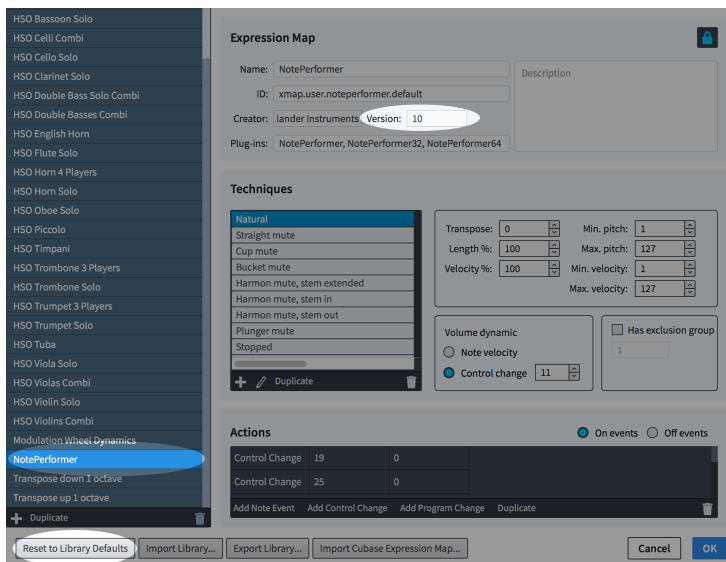 HSO Bassoon Solo
HSO Celli Combi
HSO Cello Solo
HSO Clarinet Solo
HSO Double Bass Solo Combi
HSO Double Basses Combi
HSO English Horn
HSO Flute Solo
HSO Horn 4 Players
HSO Horn Solo
HSO Oboe Solo
HSO Piccolo
HSO Timpani
HSO Trombone 3 Players
HSO Trombone Solo
HSO Trumpet 3 Players
HSO Trumpet Solo
HSO Tuba
HSO Viola Solo
HSO Violas Combi
HSO Violin Solo
HSO Violins Combi
Modulation Wheel Dynamics
NotePerformer
Transpose down 1 octave
Transpose up 1 octave
Duplicate
Expression Map
Name: NotePerformer
Description
ID: xmap.user.noteperformer.default
Creator: lander Instruments Version: 10
Plug-ins: NotePerformer, NotePerformer32, NotePerformer64
Techniques
Natural
Straight mute
Cup mute
Bucket mute
Harmon mute, stem extended
Harmon mute, stem in
Harmon mute, stem out
Plunger mute
Stopped
Duplicate
Transpose: 0 Min. pitch: 1
Length %: 100 Max. pitch: 127
Velocity %: 100 Min. velocity: 1
Max. velocity: 127
Volume dynamic
Note velocity
Control change 11
Has exclusion group
1
Actions
On events Off events
Control Change 19 0
Control Change 25 0
Add Note Event Add Control Change Add Program Change Duplicate
Reset to Library Defaults Import Library... Export Library... Import Cubase Expression Map... Cancel OK